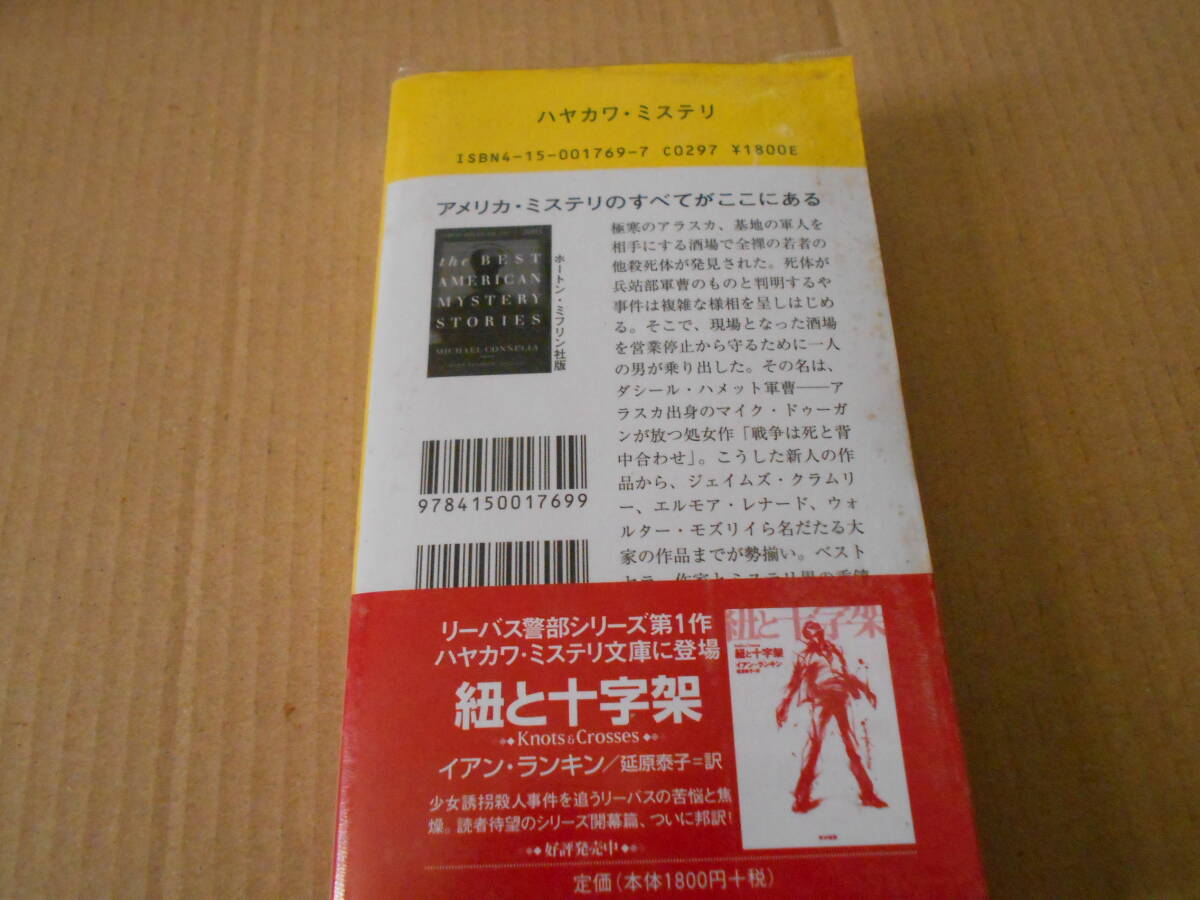 ハヤカワ・ミステリ
ISBN4-15-001769-7 C0297 ¥1800E
アメリカ・ミステリのすべてがここにある
the BEST
AMERICAN
MYSTERY
STORIES
MICHAEL CONNELLY
ホートン・ミフリン社版
極寒のアラスカ、基地の軍人を
相手にする酒場で全裸の若者の
他殺死体が発見された。死体が
兵站部軍曹のものと判明するや
事件は複雑な様相を呈しはじめ
る。そこで、現場となった酒場
を営業停止から守るために一人
の男が乗り出した。その名は、
ダシール・ハメット軍曹――ア
ラスカ出身のマイク・ドゥーガ
ンが放つ処女作「戦争は死と背
中合わせ」。こうした新人の作
品から、ジェイムズ・クラムリ
ー、エルモア・レナード、ウォ
ルター・モズリイら名だたる大
家の作品までが勢揃い。ベスト
9784150017699
リーバス警部シリーズ第1作
ハヤカワ・ミステリ文庫に登場
紐と十字架
Knots&Crosses
イアン・ランキン/延原泰子=訳
少女誘拐殺人事件を追うリーバスの苦悩と焦
燥。読者待望のシリーズ開幕篇、ついに邦訳!
好評発売中
紐と十字架
紐と十字架
イアン・ランキン
定価(本体1800円+税)